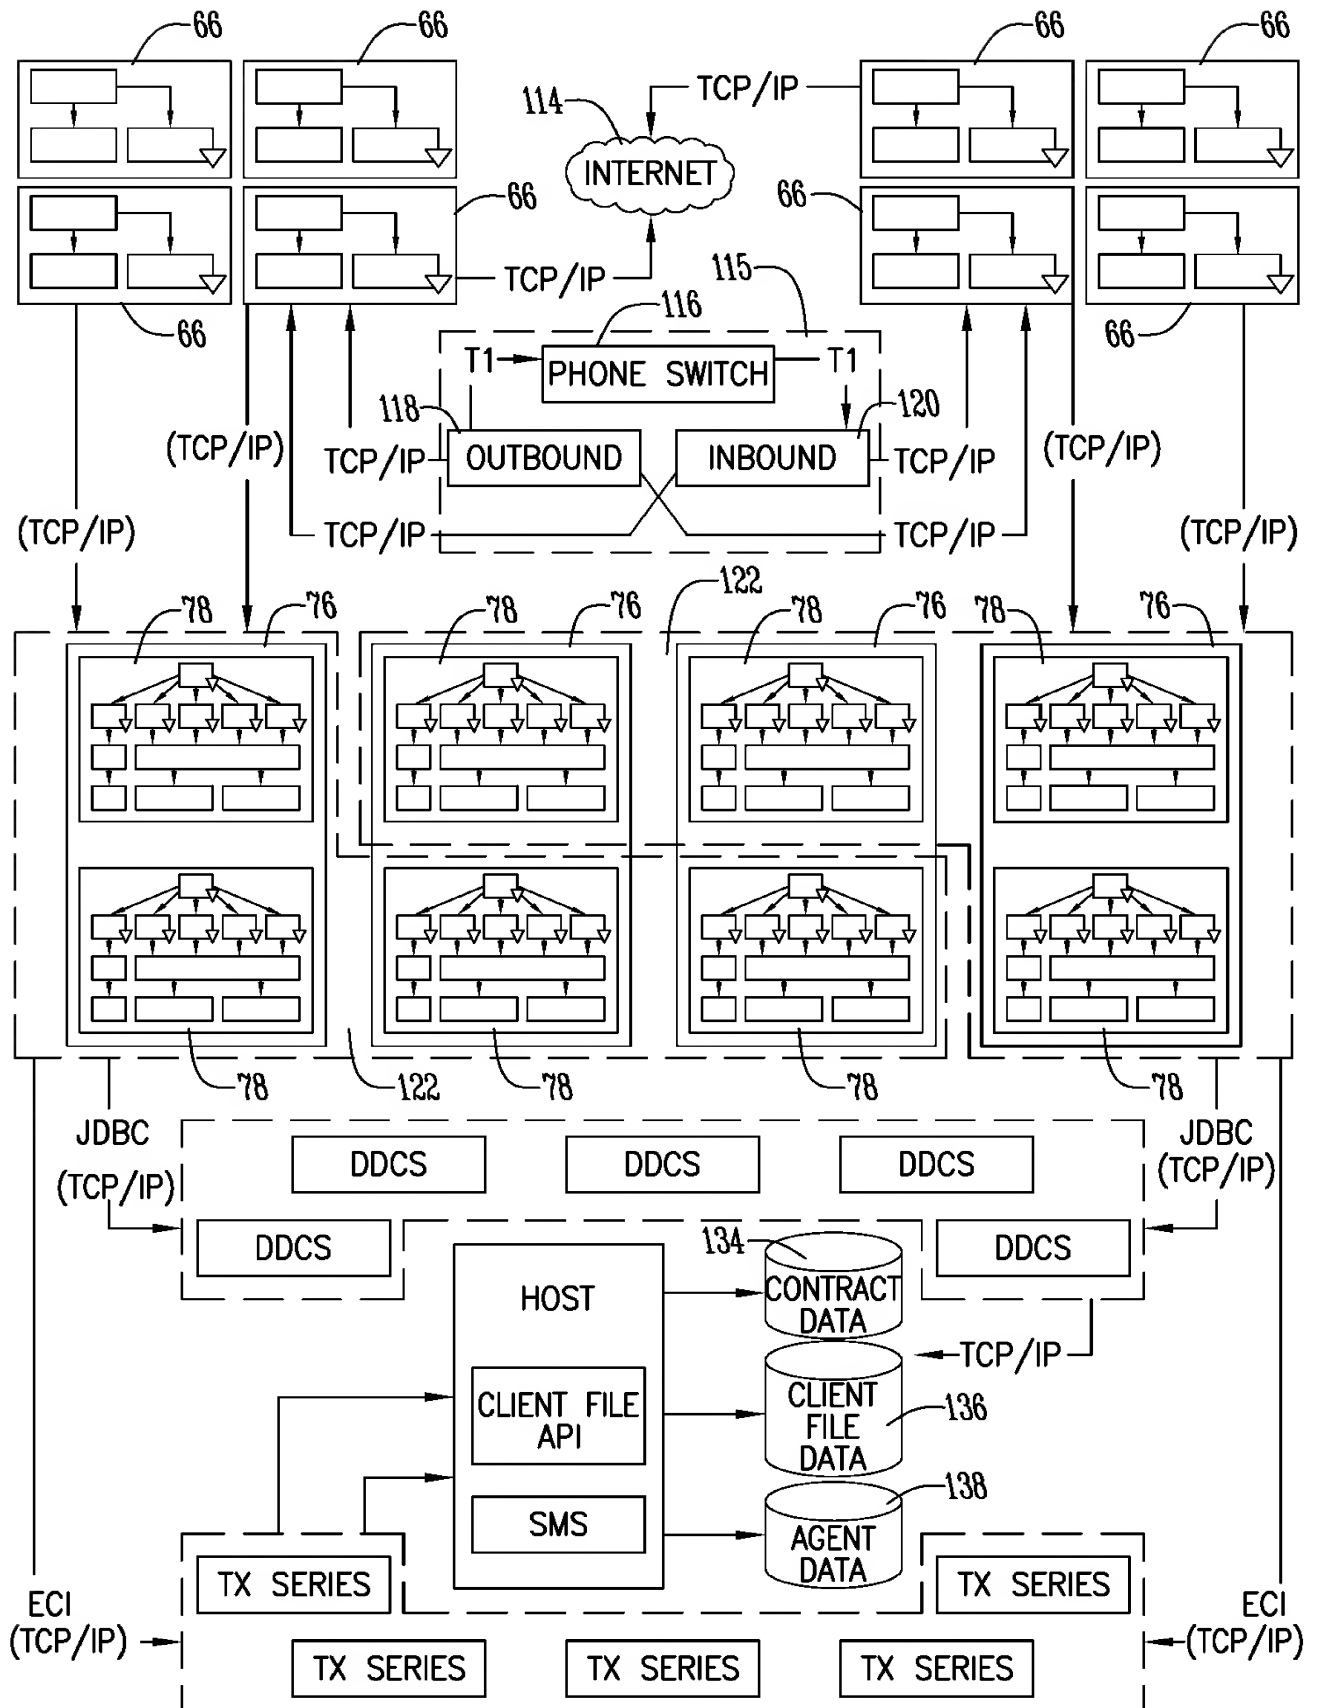 66
66
66
66
TCP/IP
114
INTERNET
66
66
TCP/IP
115
116
66
66
T1
PHONE SWITCH
T1
118
120
(TCP/IP)
TCP/IP
OUTBOUND
INBOUND
TCP/IP
(TCP/IP)
(TCP/IP)
TCP/IP
TCP/IP
(TCP/IP)
122
78
76
78
76
78
76
78
76
78
122
78
78
78
JDBC
(TCP/IP)
JDBC
(TCP/IP)
DDCS
DDCS
DDCS
DDCS
DDCS
134
HOST
CONTRACT
DATA
TCP/IP
CLIENT FILE
API
CLIENT
FILE
DATA
136
138
SMS
AGENT
DATA
TX SERIES
TX SERIES
ECI
(TCP/IP)
ECI
(TCP/IP)
TX SERIES
TX SERIES
TX SERIES